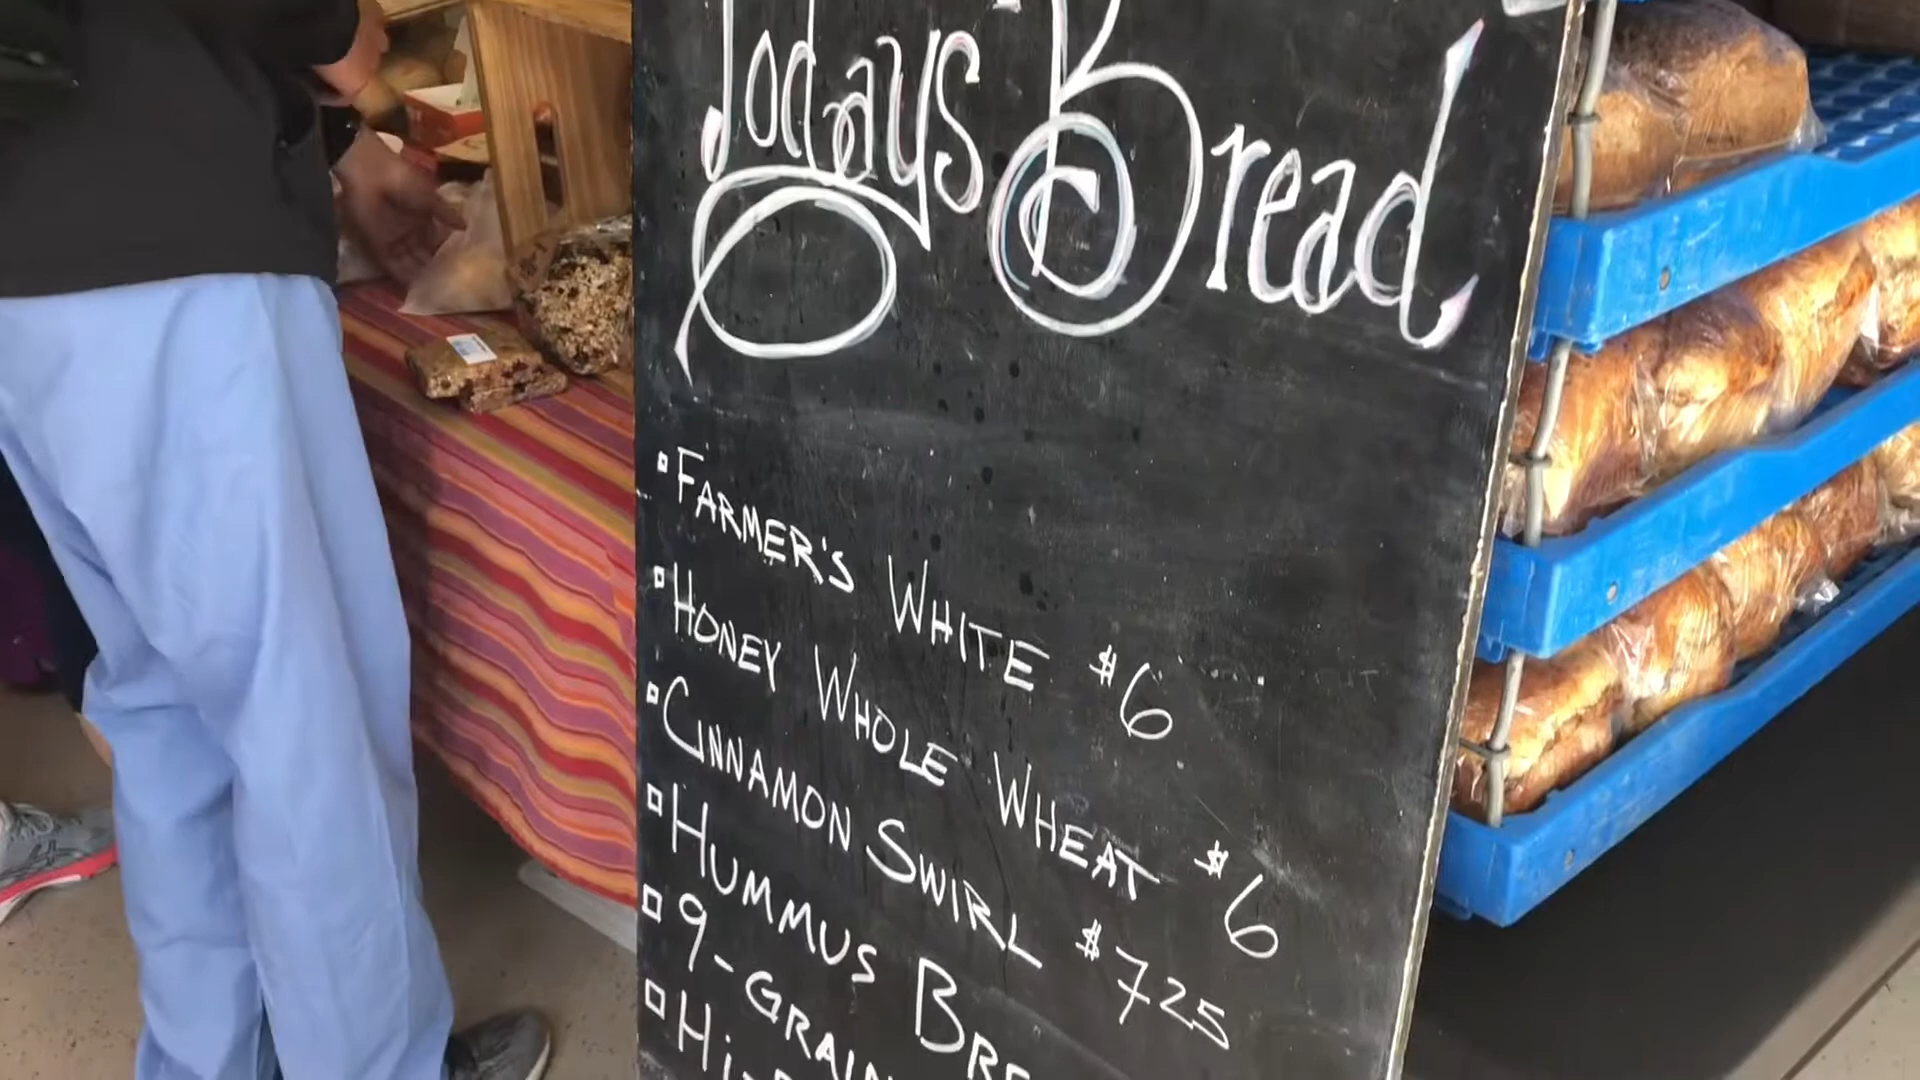 Todays Bread
FARMER'S WHITE $6
HONEY WHOLE WHEAT $6
CINNAMON SWIRL $725
HUMMUS
9-GRAIN